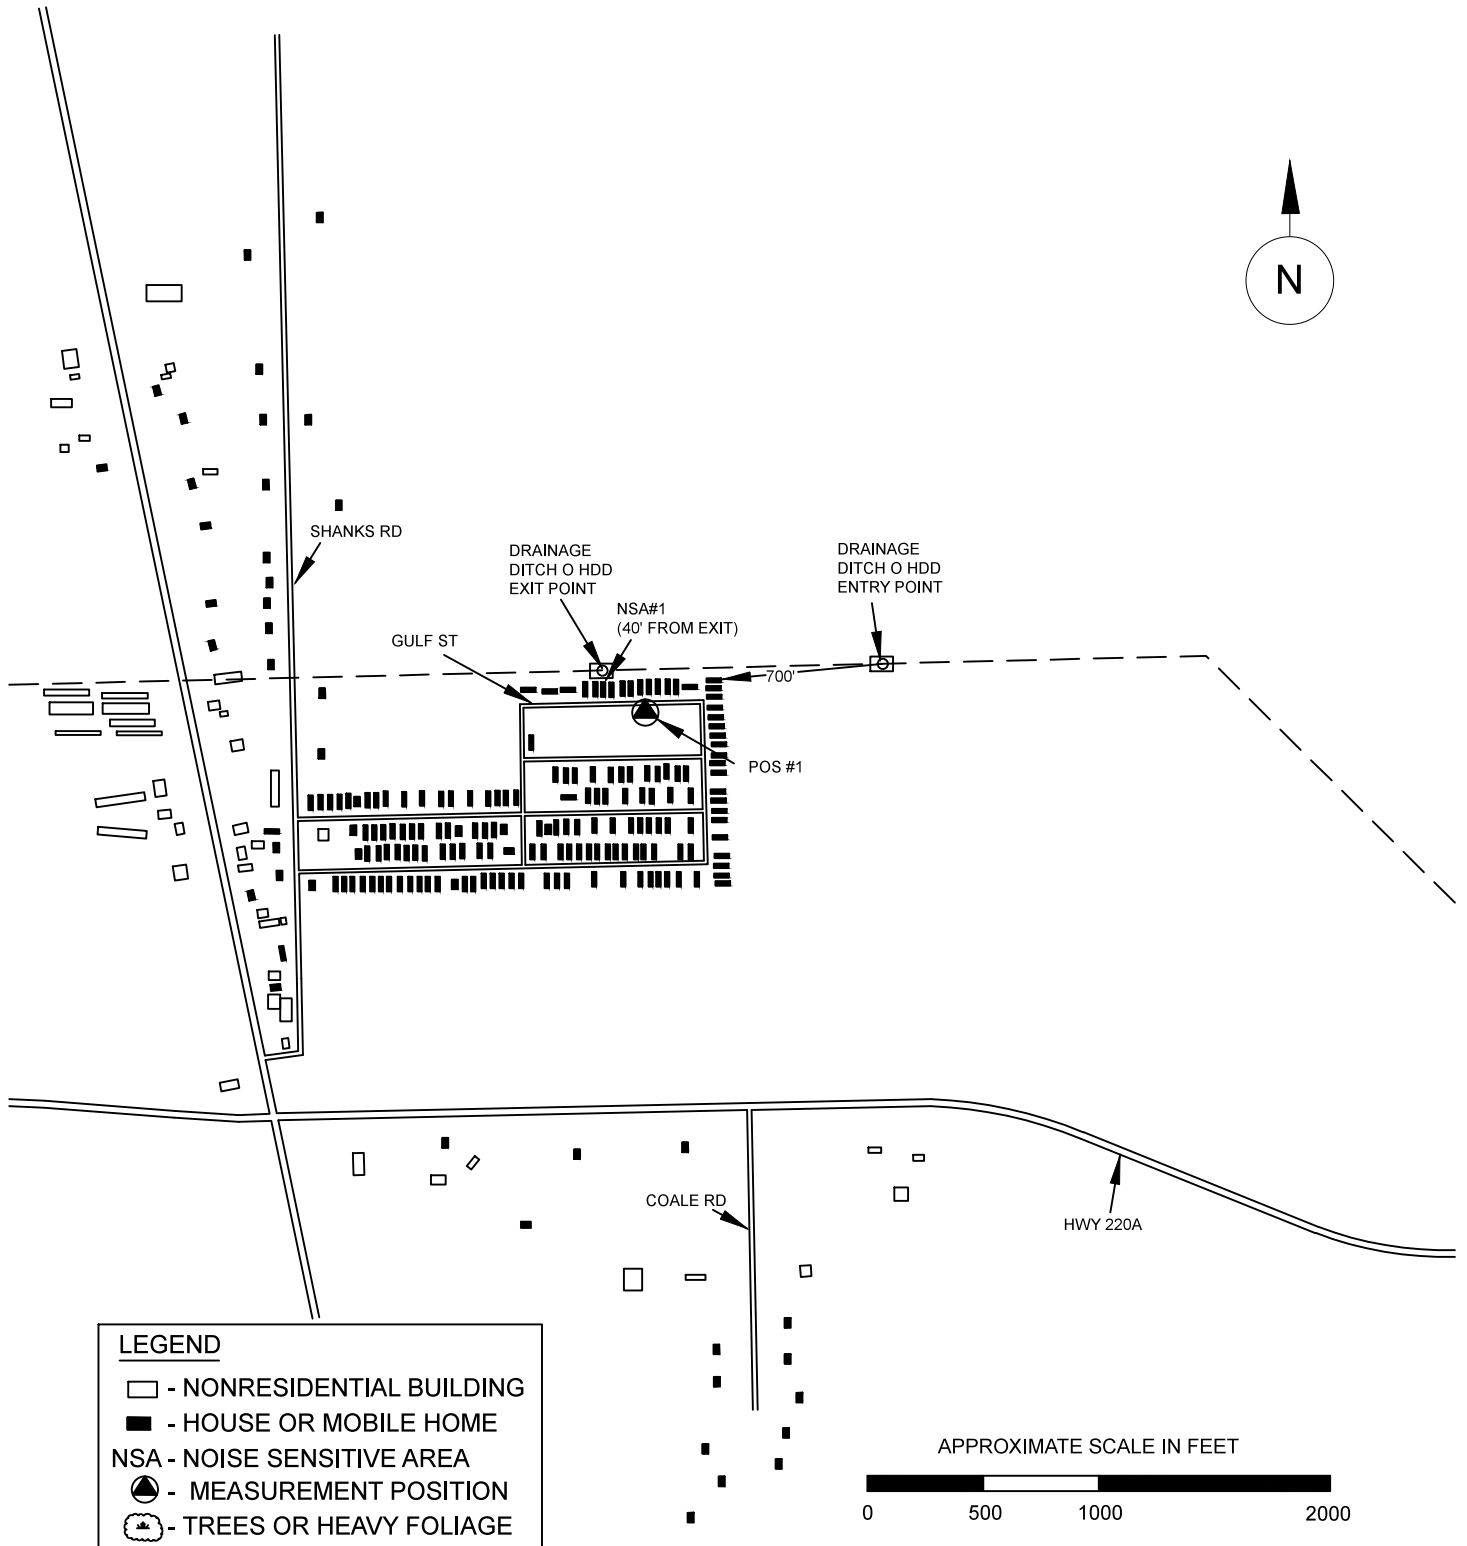 N
SHANKS RD
DRAINAGE
DITCH O HDD
EXIT POINT
DRAINAGE
DITCH O HDD
ENTRY POINT
NSA#1
(40' FROM EXIT)
GULF ST
700'
POS #1
COALE RD
HWY 220A
LEGEND
- NONRESIDENTIAL BUILDING
- HOUSE OR MOBILE HOME
NSA - NOISE SENSITIVE AREA
- MEASUREMENT POSITION
- TREES OR HEAVY FOLIAGE
APPROXIMATE SCALE IN FEET
0 500 1000 2000